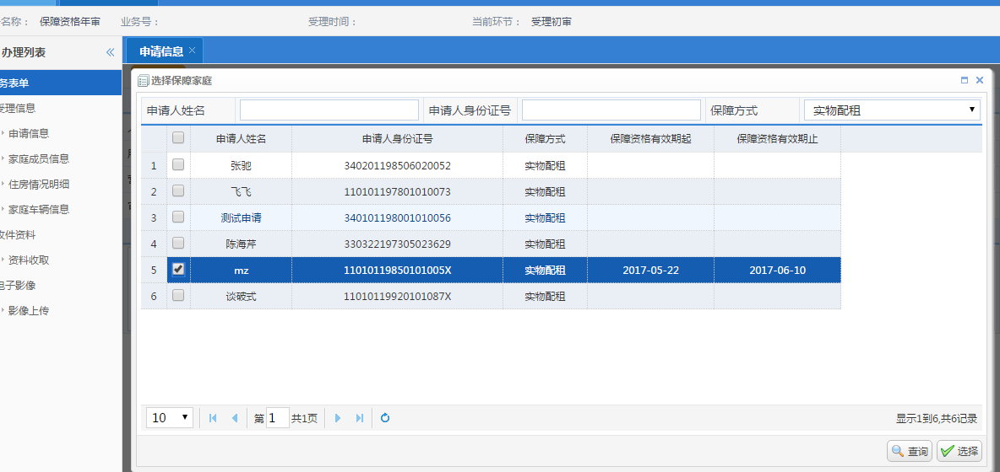 名称： 保障资格年审 业务号： 受理时间： 当前环节： 受理初审
办理列表 «
申请信息 ×
务表单
受理信息
申请信息
家庭成员信息
住房情况明细
家庭车辆信息
收件资料
资料收取
电子影像
影像上传
选择保障家庭
申请人姓名 申请人身份证号 保障方式 实物配租
申请人姓名 申请人身份证号 保障方式 保障资格有效期起 保障资格有效期止
1 张驰 340201198506020052 实物配租
2 飞飞 110101197801010073 实物配租
3 测试申请 340101198001010056 实物配租
4 陈海芹 330322197305023629 实物配租
5 mz 11010119850101005X 实物配租 2017-05-22 2017-06-10
6 谈破式 11010119920101087X 实物配租
10 第 1 共1页 显示1到6,共6记录
查询 选择